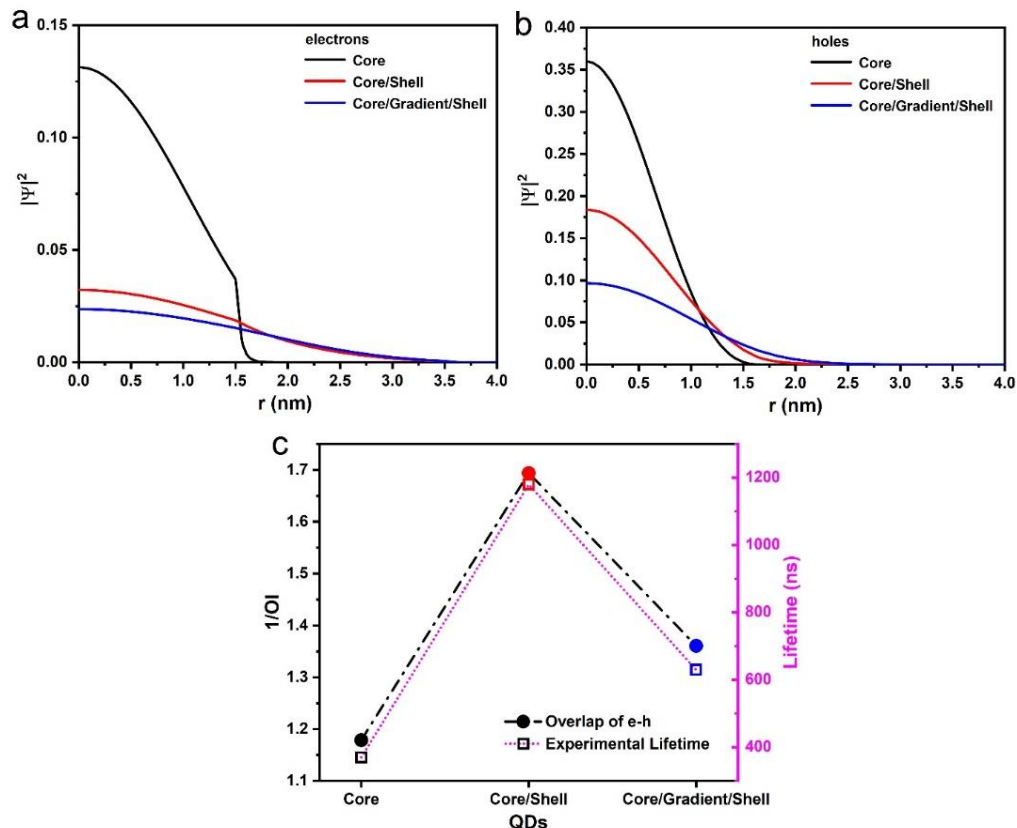 a
0.15
0.10
0.05
0.00
|Ψ|²
electrons
Core
Core/Shell
Core/Gradient/Shell
0.0 0.5 1.0 1.5 2.0 2.5 3.0 3.5 4.0
r (nm)
b
0.40
0.35
0.30
0.25
0.20
0.15
0.10
0.05
0.00
|Ψ|²
holes
Core
Core/Shell
Core/Gradient/Shell
0.0 0.5 1.0 1.5 2.0 2.5 3.0 3.5 4.0
r (nm)
c
1.7
1.6
1.5
1.4
1.3
1.2
1.1
1/OI
Overlap of e-h
Experimental Lifetime
1200
1000
800
600
400
Lifetime (ns)
Core Core/Shell Core/Gradient/Shell
QDs